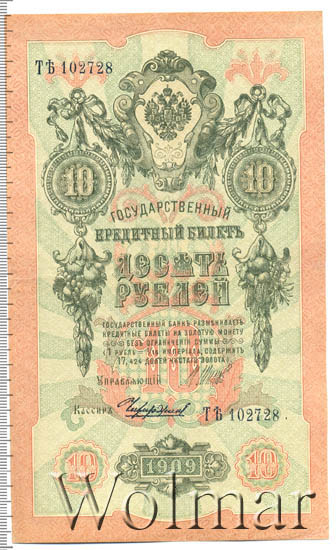 ТѢ 102728
10 10
ГОСУДАРСТВЕННЫЙ
КРЕДИТНЫЙ БИЛЕТЪ
ДЕСЯТЬ
РУБЛЕЙ
ГОСУДАРСТВЕННЫЙ БАНКЪ РАЗМѢНИВАЕТЪ
КРЕДИТНЫЕ БИЛЕТЫ НА ЗОЛОТУЮ МОНЕТУ
БЕЗЪ ОГРАНИЧЕНІЯ СУММЫ
(1 РУБЛЬ = 1/15 ИМПЕРІАЛА, СОДЕРЖИТЪ
17,424 ДОЛЕЙ ЧИСТАГО ЗОЛОТА)
УПРАВЛЯЮЩІЙ
Кассиръ
ТѢ 102728
10 1909 10
Wolmar